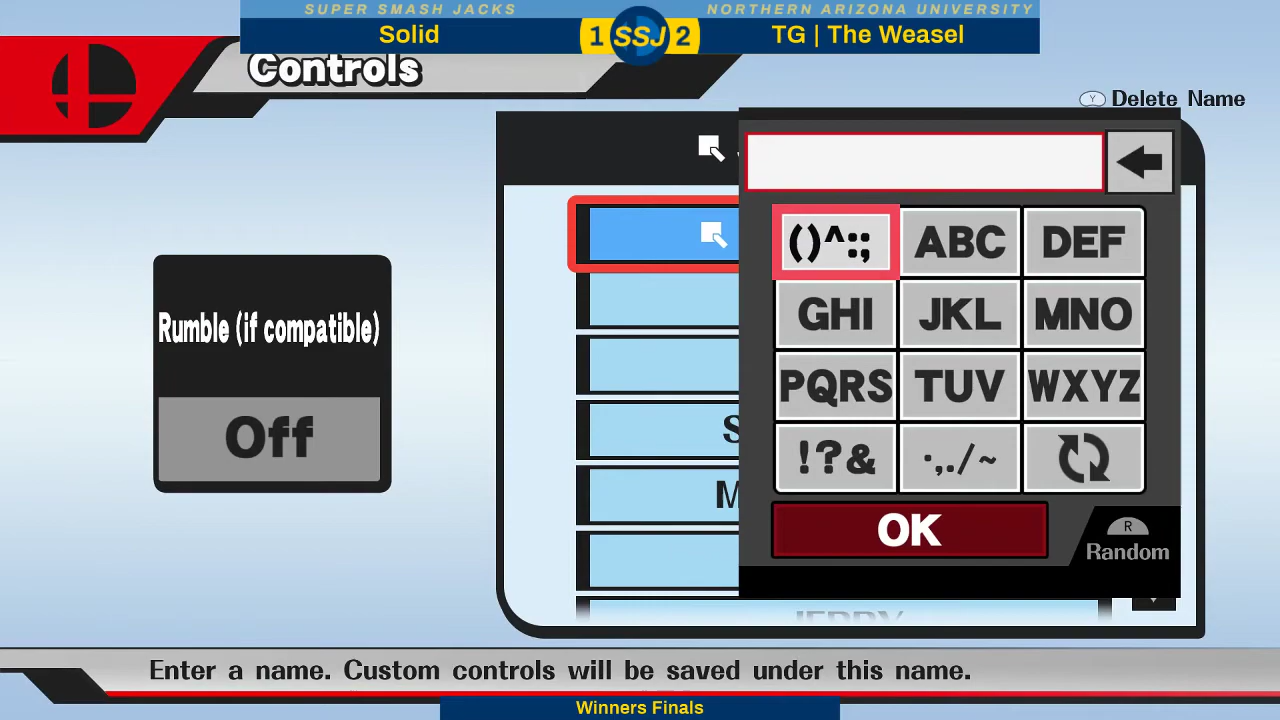 SUPER SMASH JACKS
NORTHERN ARIZONA UNIVERSITY
Solid
1 SSJ 2
TG | The Weasel
Controls
Y Delete Name
()^:;
ABC
DEF
Rumble (if compatible)
Off
GHI
JKL
MNO
PQRS
TUV
WXYZ
!?&
·,./~
OK
R
Random
JERRY
Enter a name. Custom controls will be saved under this name.
Winners Finals